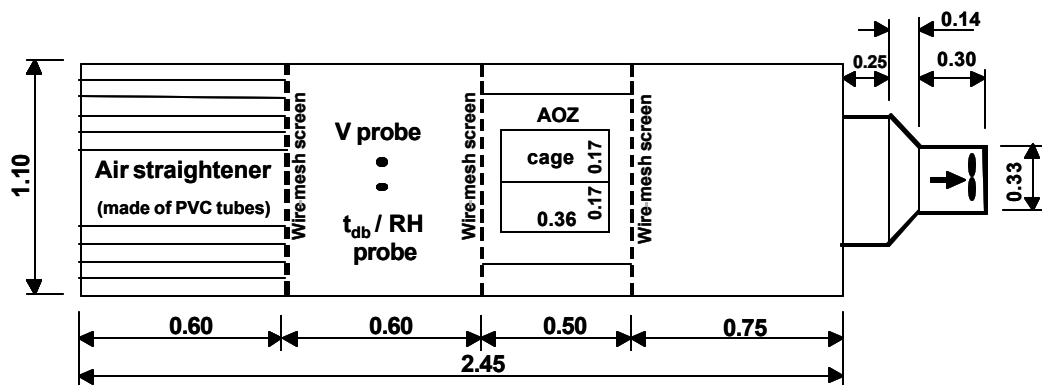 0.14
0.25
0.30
1.10
Air straightener
(made of PVC tubes)
Wire-mesh screen
V probe
t_db / RH
probe
Wire-mesh screen
AOZ
cage
0.17
0.36
0.17
Wire-mesh screen
0.33
0.60
0.60
0.50
0.75
2.45